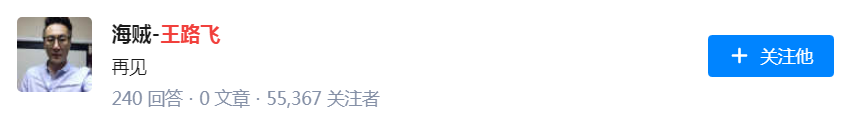 海贼-王路飞
再见
+ 关注他
240 回答 · 0 文章 · 55,367 关注者